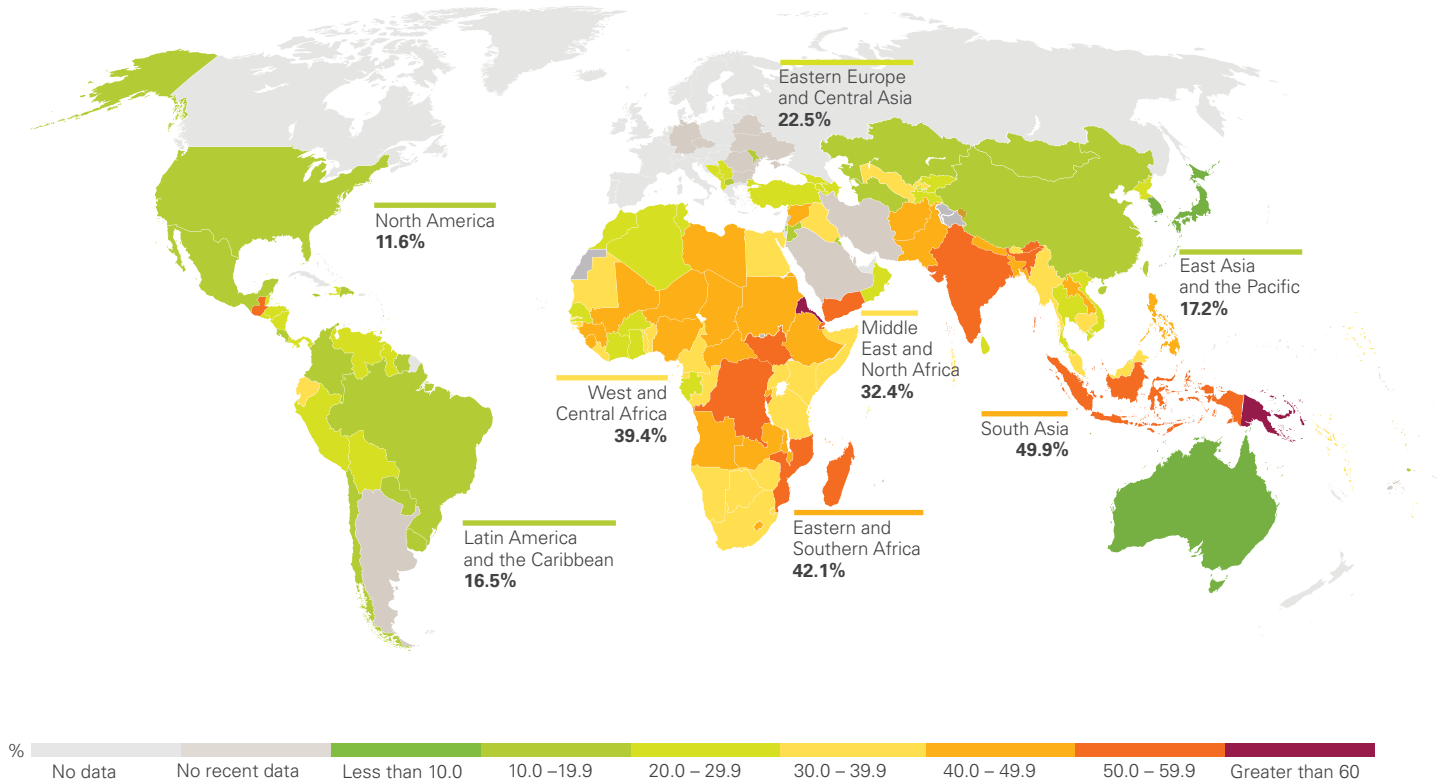 Eastern Europe
and Central Asia
22.5%
North America
11.6%
East Asia
and the Pacific
17.2%
Middle
East and
North Africa
32.4%
West and
Central Africa
39.4%
South Asia
49.9%
Eastern and
Southern Africa
42.1%
Latin America
and the Caribbean
16.5%
%
No data
No recent data
Less than 10.0
10.0 –19.9
20.0 – 29.9
30.0 – 39.9
40.0 – 49.9
50.0 – 59.9
Greater than 60